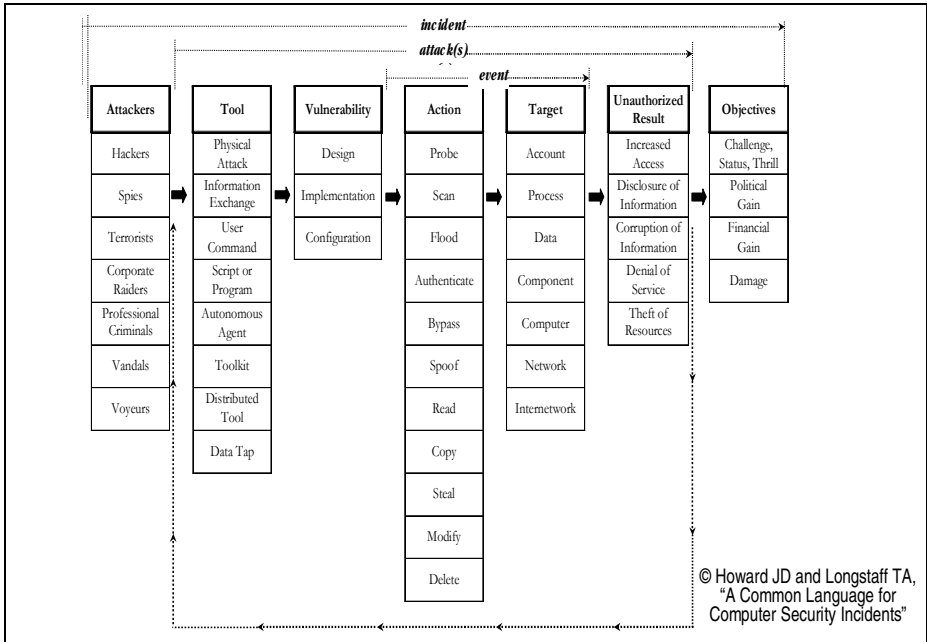 incident
attack(s)
event
Attackers
Hackers
Spies
Terrorists
Corporate
Raiders
Professional
Criminals
Vandals
Voyeurs
Tool
Physical
Attack
Information
Exchange
User
Command
Script or
Program
Autonomous
Agent
Toolkit
Distributed
Tool
Data Tap
Vulnerability
Design
Implementation
Configuration
Action
Probe
Scan
Flood
Authenticate
Bypass
Spoof
Read
Copy
Steal
Modify
Delete
Target
Account
Process
Data
Component
Computer
Network
Internetwork
Unauthorized
Result
Increased
Access
Disclosure of
Information
Corruption of
Information
Denial of
Service
Theft of
Resources
Objectives
Challenge,
Status, Thrill
Political
Gain
Financial
Gain
Damage
© Howard JD and Longstaff TA,
"A Common Language for
Computer Security Incidents"